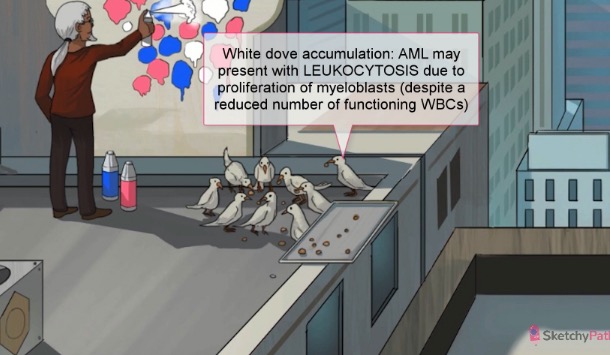 White dove accumulation: AML may
present with LEUKOCYTOSIS due to
proliferation of myeloblasts (despite a
reduced number of functioning WBCs)
SketchyPath